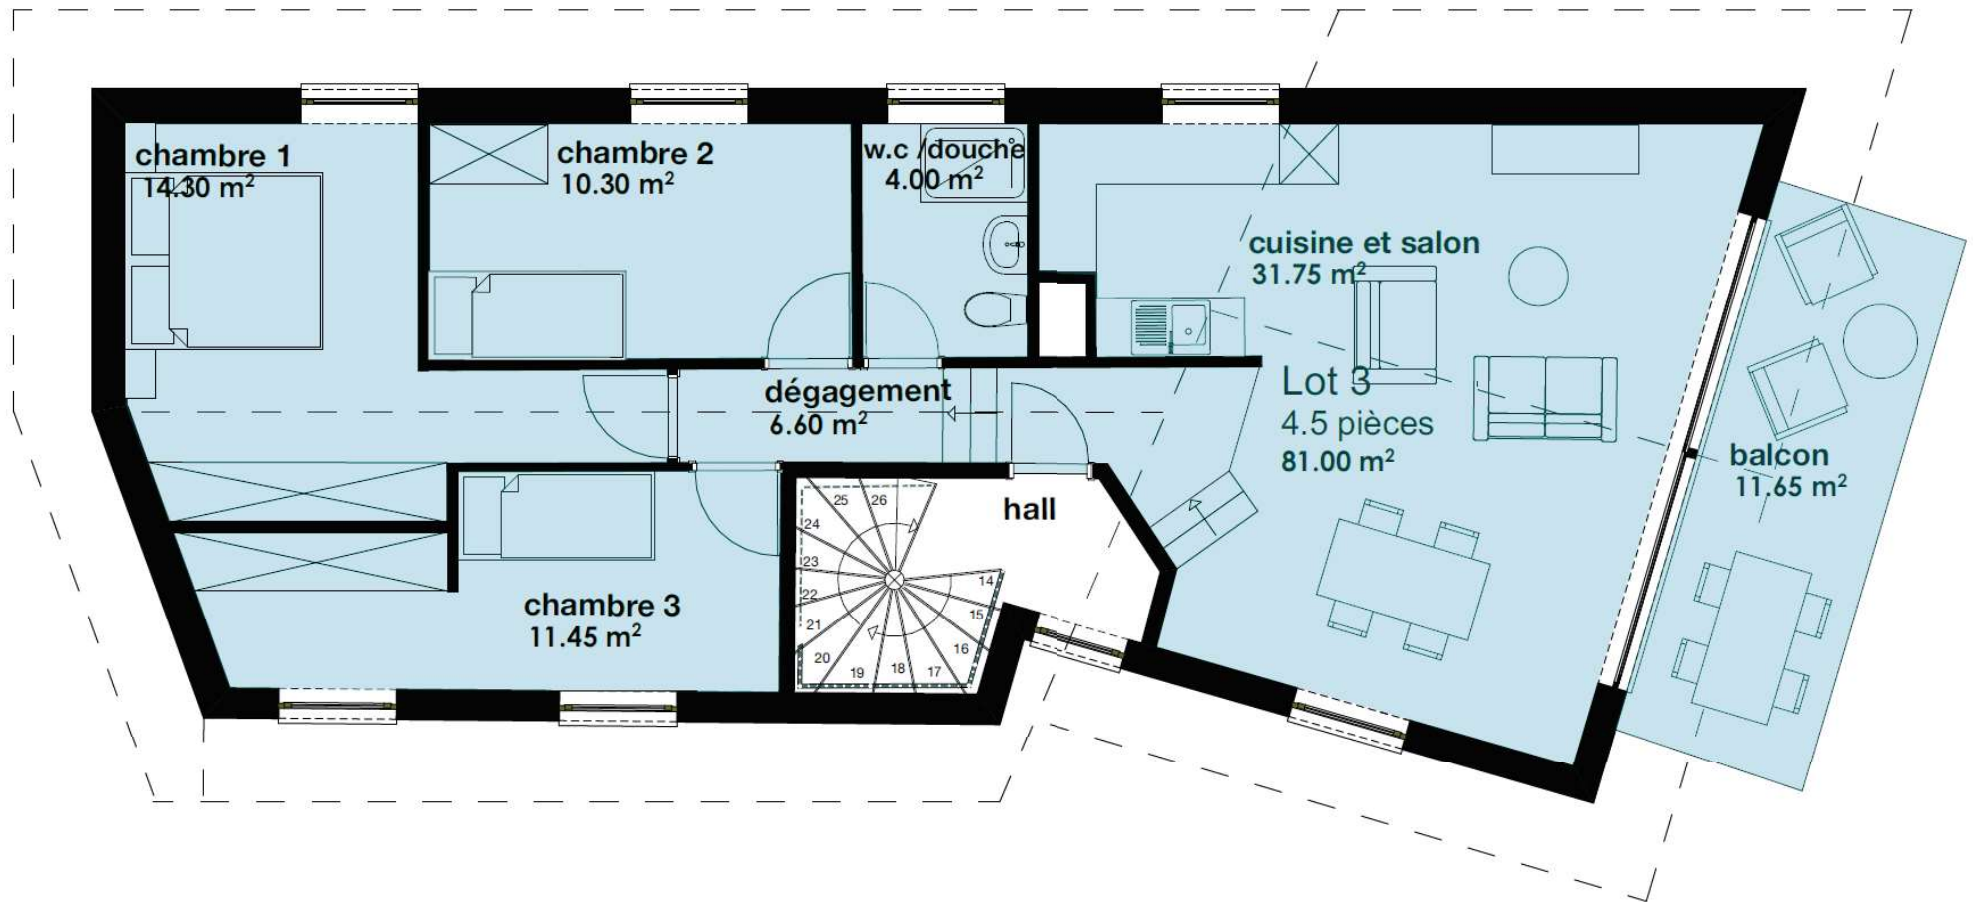 chambre 1
14.30 m²
chambre 2
10.30 m²
w.c /douche
4.00 m²
cuisine et salon
31.75 m²
dégagement
6.60 m²
Lot 3
4.5 pièces
81.00 m²
balcon
11.65 m²
hall
chambre 3
11.45 m²
25
26
24
23
22
21
20
19
18
17
16
15
14